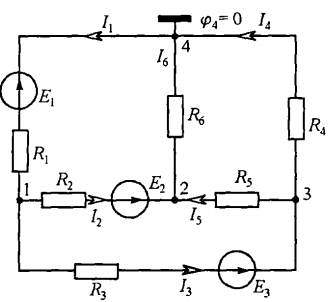 φ₄= 0
I₁
4
I₄
I₆
E₁
R₆
R₄
R₁
1
R₂
E₂
2
R₅
3
I₂
I₅
R₃
I₃
E₃